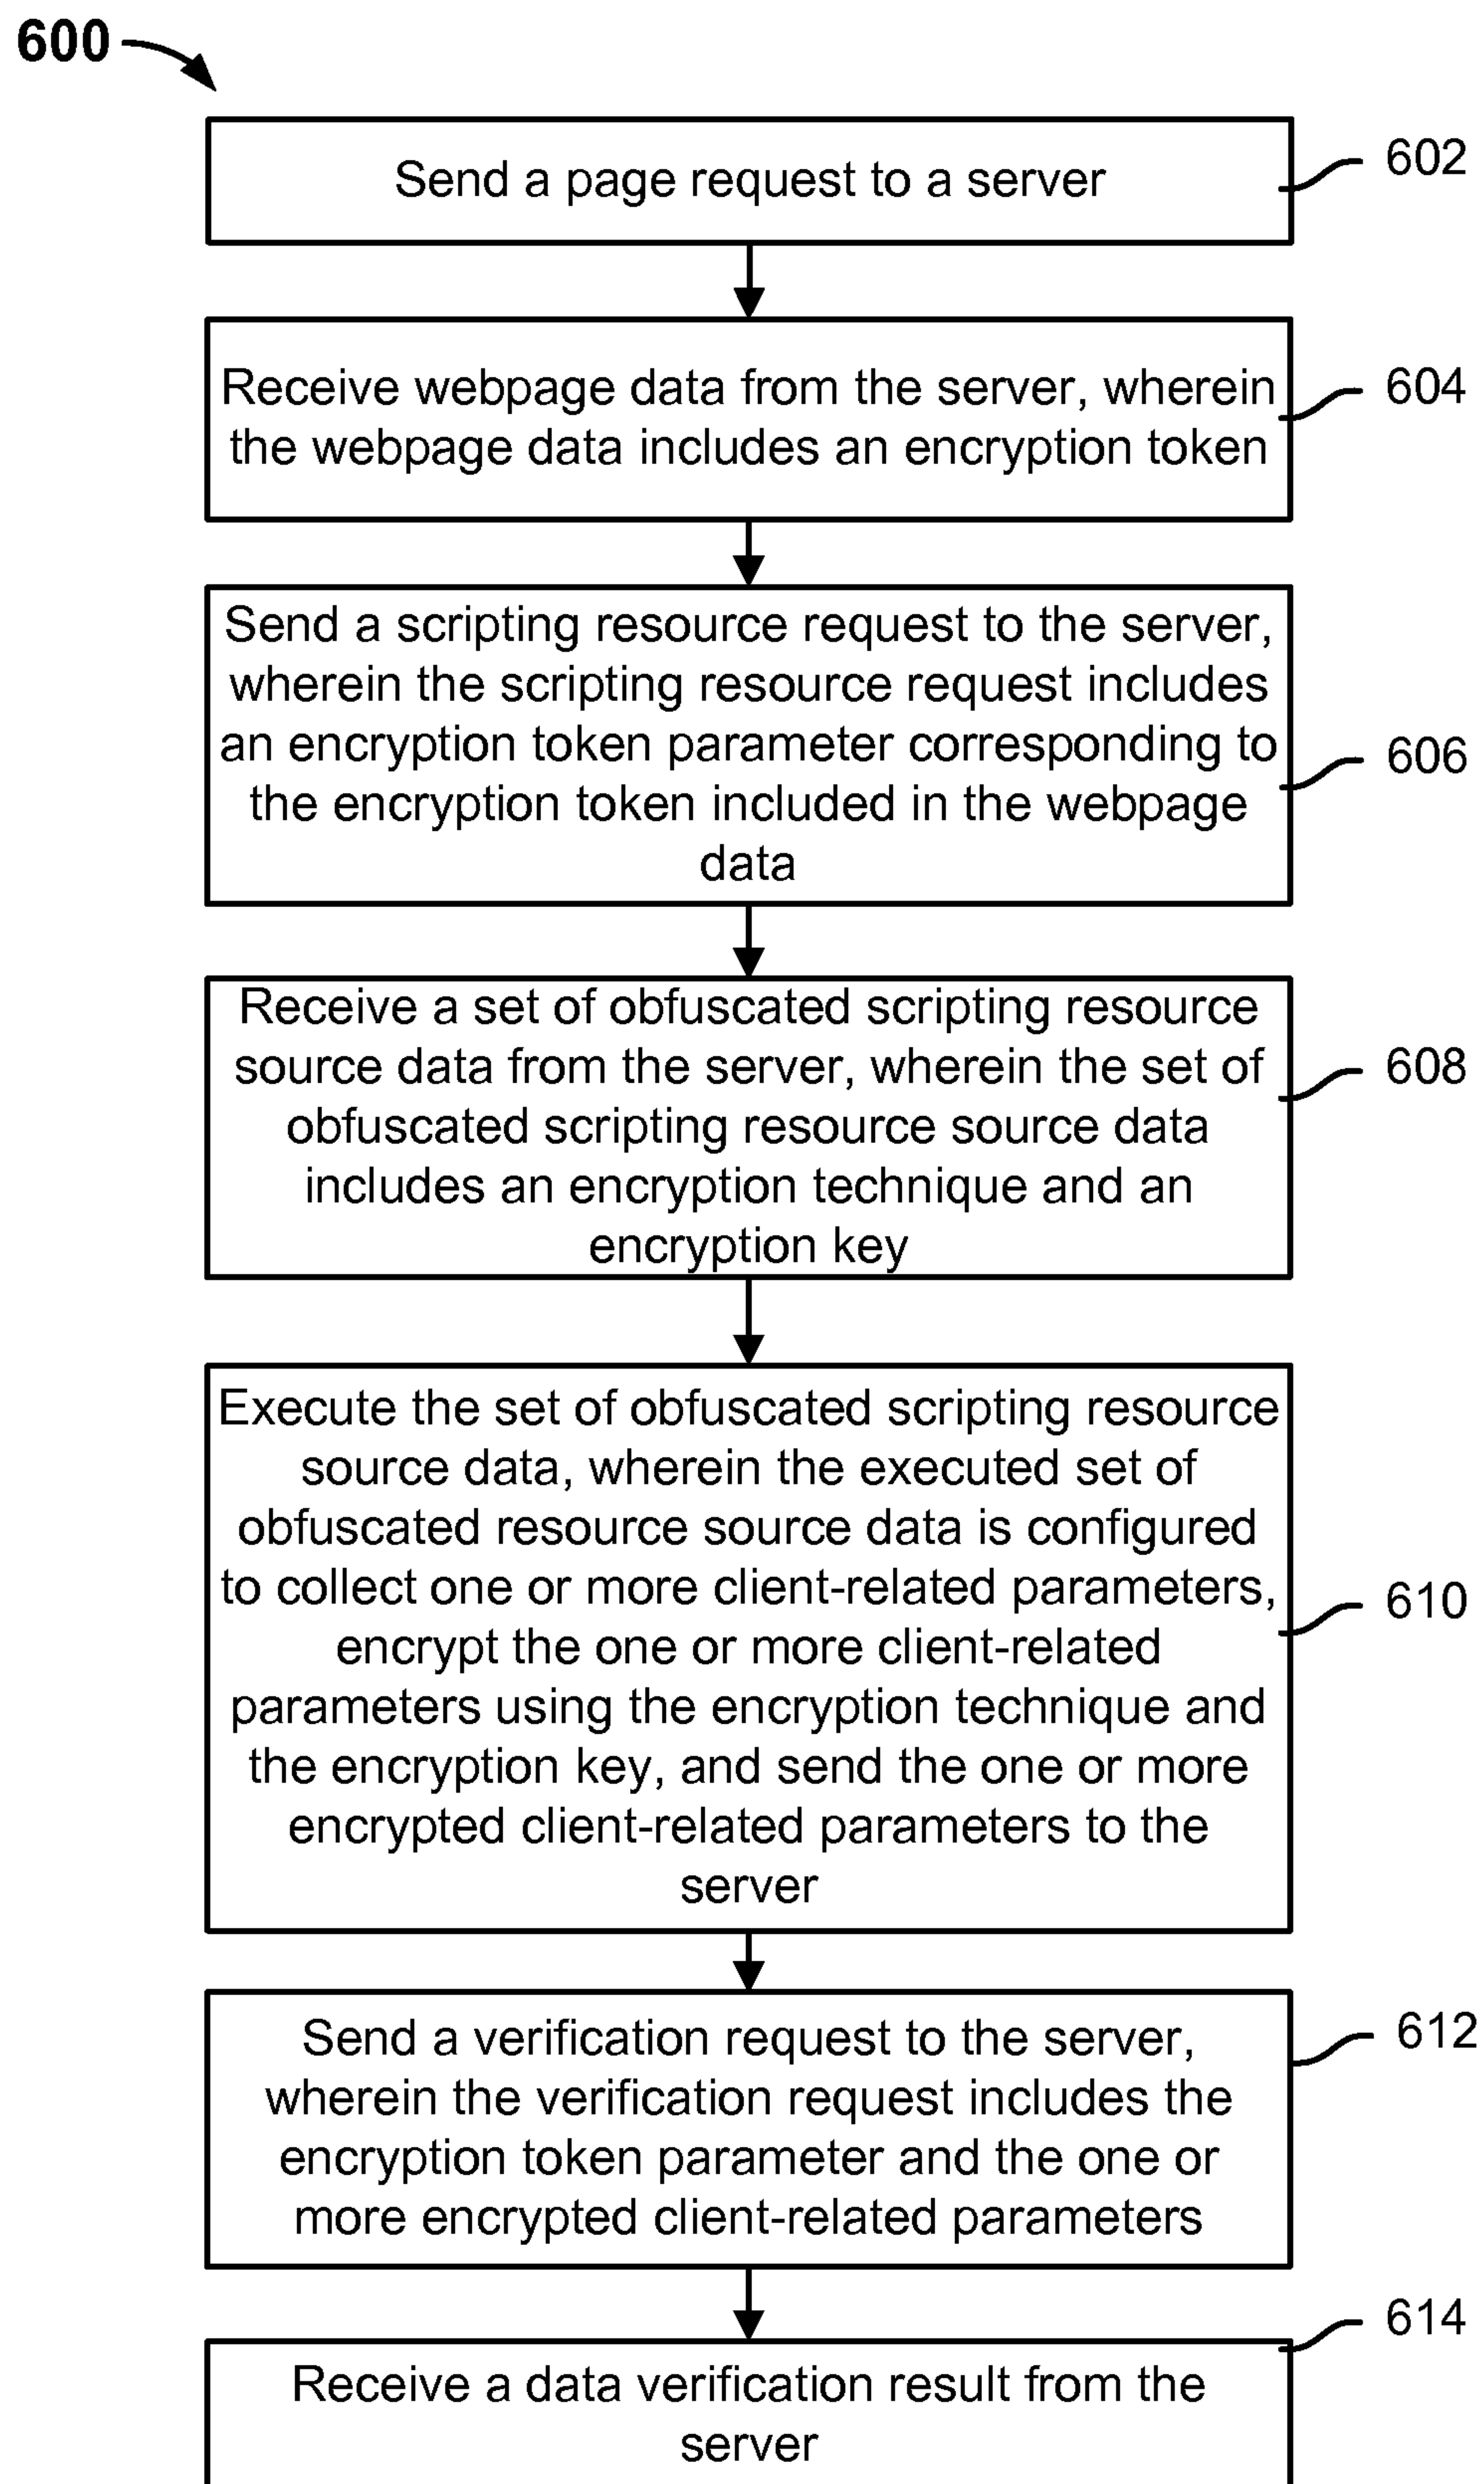 600
Send a page request to a server
602
Receive webpage data from the server, wherein
the webpage data includes an encryption token
604
Send a scripting resource request to the server,
wherein the scripting resource request includes
an encryption token parameter corresponding to
the encryption token included in the webpage
data
606
Receive a set of obfuscated scripting resource
source data from the server, wherein the set of
obfuscated scripting resource source data
includes an encryption technique and an
encryption key
608
Execute the set of obfuscated scripting resource
source data, wherein the executed set of
obfuscated resource source data is configured
to collect one or more client-related parameters,
encrypt the one or more client-related
parameters using the encryption technique and
the encryption key, and send the one or more
encrypted client-related parameters to the
server
610
Send a verification request to the server,
wherein the verification request includes the
encryption token parameter and the one or
more encrypted client-related parameters
612
Receive a data verification result from the
server
614